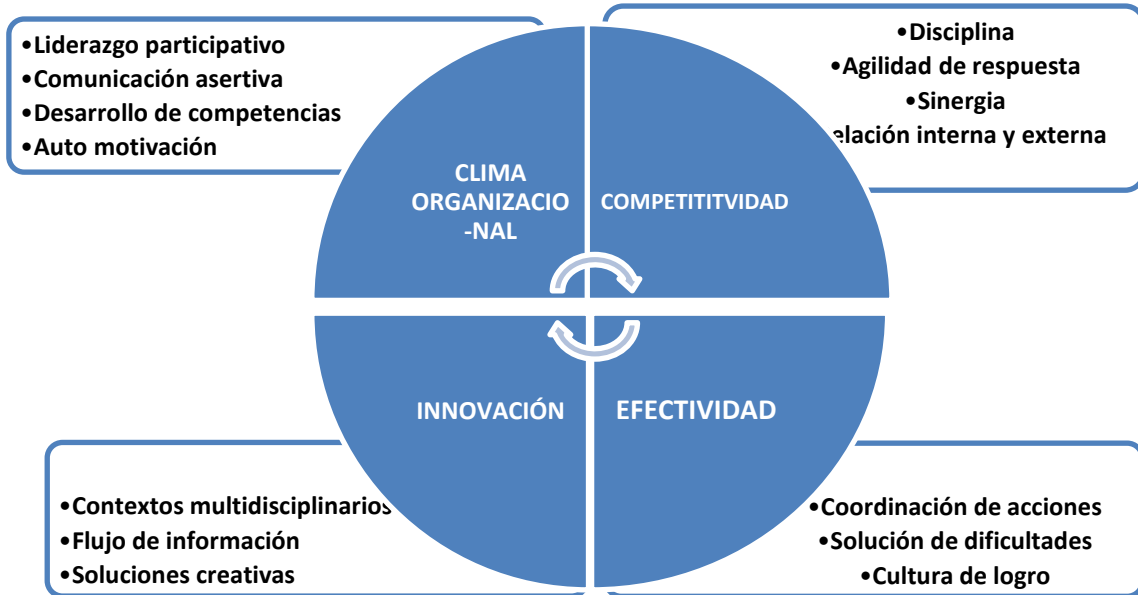 •Liderazgo participativo
•Comunicación asertiva
•Desarrollo de competencias
•Auto motivación
•Disciplina
•Agilidad de respuesta
•Sinergia
elación interna y externa
CLIMA
ORGANIZACIO
-NAL
COMPETITITVIDAD
INNOVACIÓN
EFECTIVIDAD
•Contextos multidisciplinarios
•Flujo de información
•Soluciones creativas
•Coordinación de acciones
•Solución de dificultades
•Cultura de logro